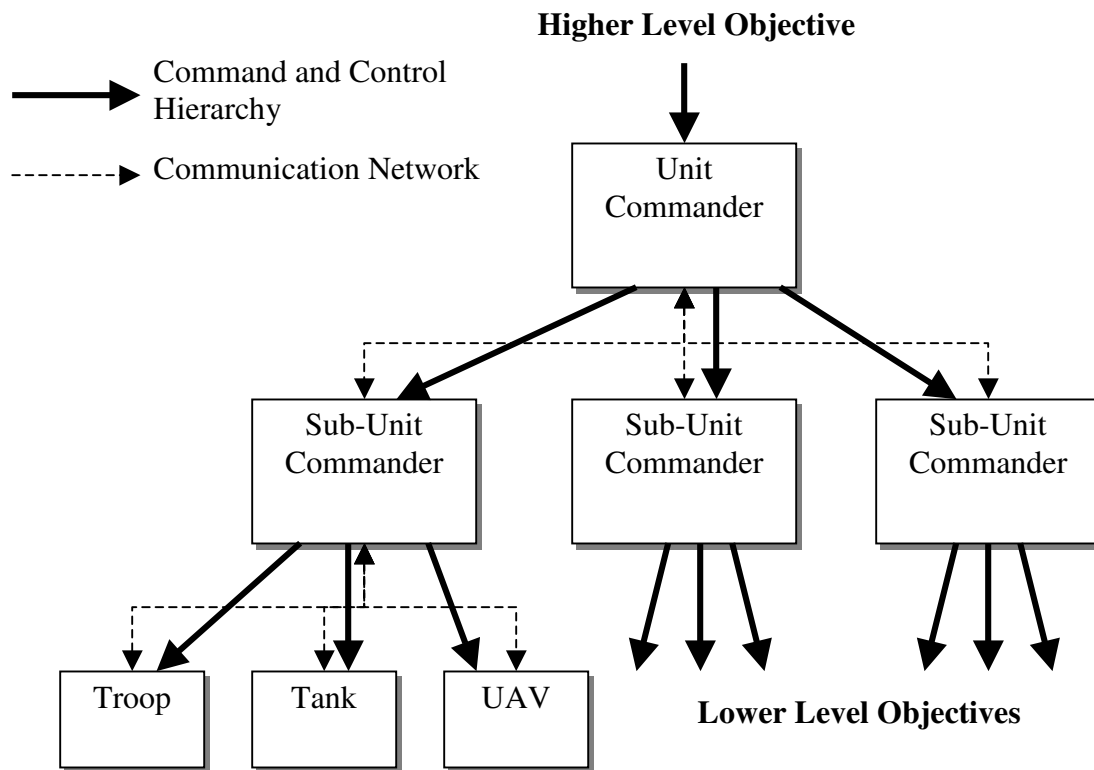 Higher Level Objective
Command and Control
Hierarchy
Communication Network
Unit
Commander
Sub-Unit
Commander
Sub-Unit
Commander
Sub-Unit
Commander
Troop
Tank
UAV
Lower Level Objectives